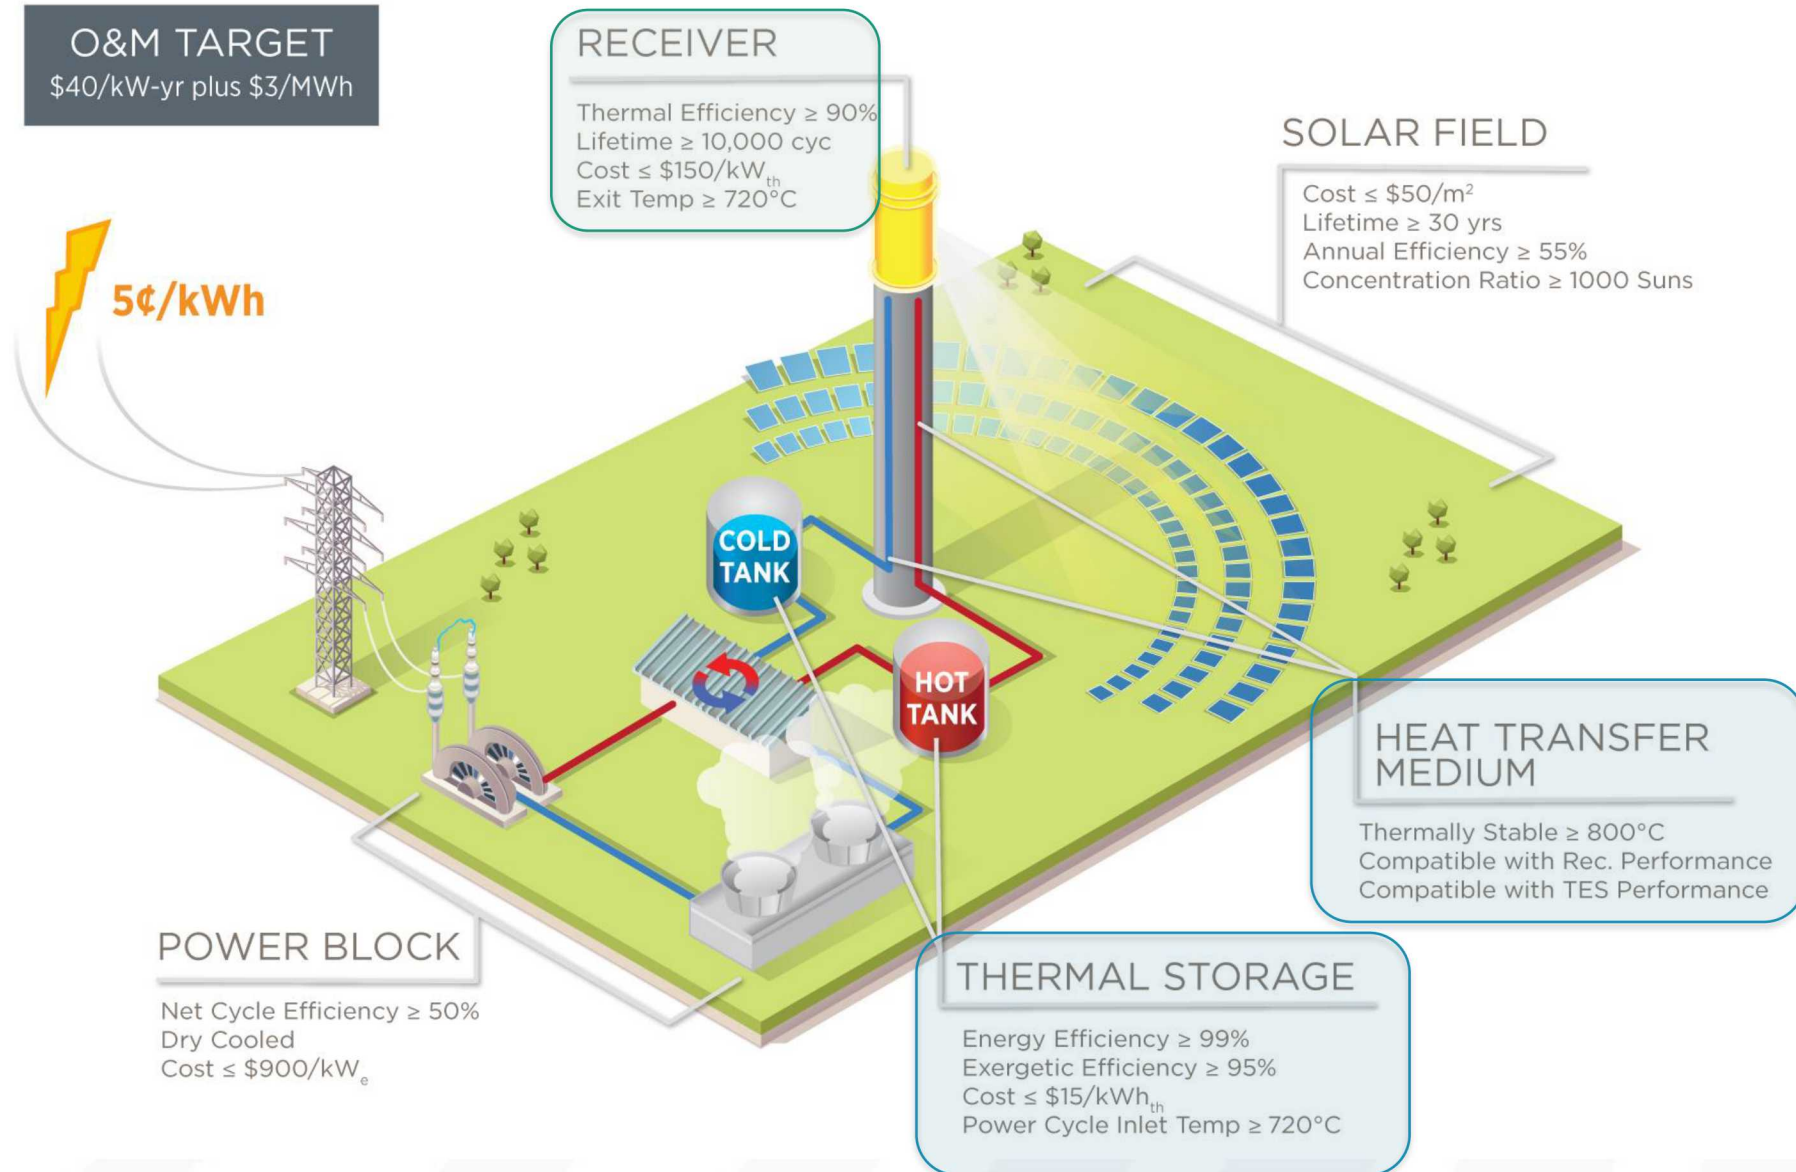 O&M TARGET
$40/kW-yr plus $3/MWh
RECEIVER
Thermal Efficiency ≥ 90%
Lifetime ≥ 10,000 cyc
Cost ≤ $150/kWth
Exit Temp ≥ 720°C
SOLAR FIELD
Cost ≤ $50/m²
Lifetime ≥ 30 yrs
Annual Efficiency ≥ 55%
Concentration Ratio ≥ 1000 Suns
5¢/kWh
COLD
TANK
HOT
TANK
HEAT TRANSFER
MEDIUM
Thermally Stable ≥ 800°C
Compatible with Rec. Performance
Compatible with TES Performance
POWER BLOCK
Net Cycle Efficiency ≥ 50%
Dry Cooled
Cost ≤ $900/kWe
THERMAL STORAGE
Energy Efficiency ≥ 99%
Exergetic Efficiency ≥ 95%
Cost ≤ $15/kWhth
Power Cycle Inlet Temp ≥ 720°C